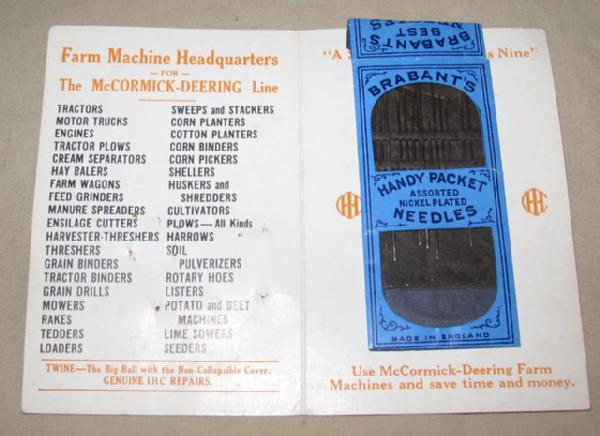 Farm Machine Headquarters
— FOR —
The McCORMICK-DEERING Line
TRACTORS
MOTOR TRUCKS
ENGINES
TRACTOR PLOWS
CREAM SEPARATORS
HAY BALERS
FARM WAGONS
FEED GRINDERS
MANURE SPREADERS
ENSILAGE CUTTERS
HARVESTER-THRESHERS
THRESHERS
GRAIN BINDERS
TRACTOR BINDERS
GRAIN DRILLS
MOWERS
RAKES
TEDDERS
LOADERS
SWEEPS and STACKERS
CORN PLANTERS
COTTON PLANTERS
CORN BINDERS
CORN PICKERS
SHELLERS
HUSKERS and
SHREDDERS
CULTIVATORS
PLOWS—All Kinds
HARROWS "
SOIL
PULVERIZERS
ROTARY HOES
LISTERS
POTATO and BEET
MACHINES
LIME SOWERS
SEEDERS
TWINE—The Big Ball with the Non-Collapsible Cover.
GENUINE IHC REPAIRS.
"A Nine"
BRABANT'S
BEST
NEEDLES
BRABANT'S
HANDY PACKET
ASSORTED
NICKEL PLATED
NEEDLES
MADE IN ENGLAND
IHC
IHC
Use McCormick-Deering Farm
Machines and save time and money.